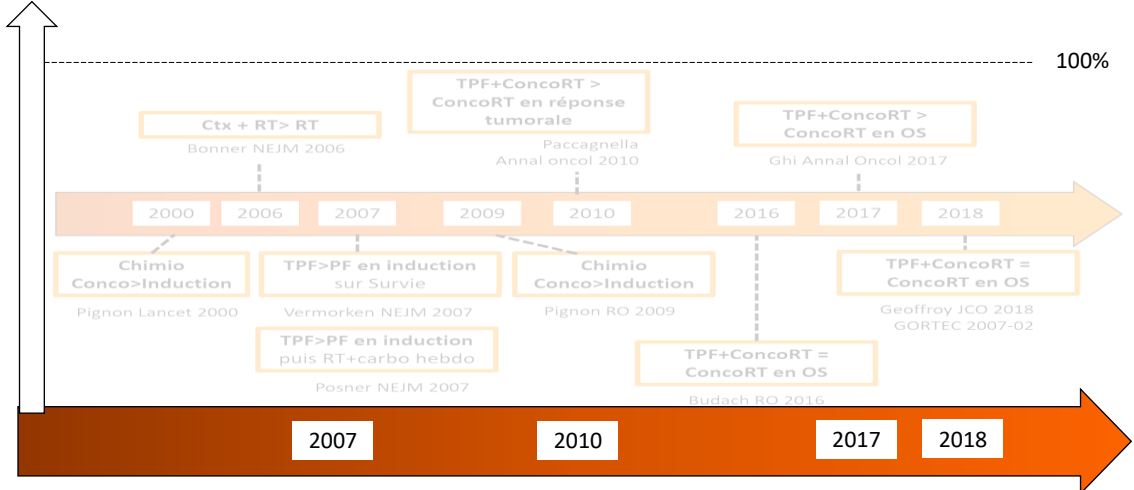 100%
TPF+ConcoRT >
ConcoRT en réponse
tumorale
Paccagnella
Annal oncol 2010
Ctx + RT> RT
Bonner NEJM 2006
TPF+ConcoRT >
ConcoRT en OS
Ghi Annal Oncol 2017
2000 2006 2007 2009 2010 2016 2017 2018
Chimio
Conco>Induction
Pignon Lancet 2000
TPF>PF en induction
sur Survie
Vermorken NEJM 2007
TPF>PF en induction
puis RT+carbo hebdo
Posner NEJM 2007
Chimio
Conco>Induction
Pignon RO 2009
TPF+ConcoRT =
ConcoRT en OS
Budach RO 2016
TPF+ConcoRT =
ConcoRT en OS
Geoffroy JCO 2018
GORTEC 2007-02
2007 2010 2017 2018